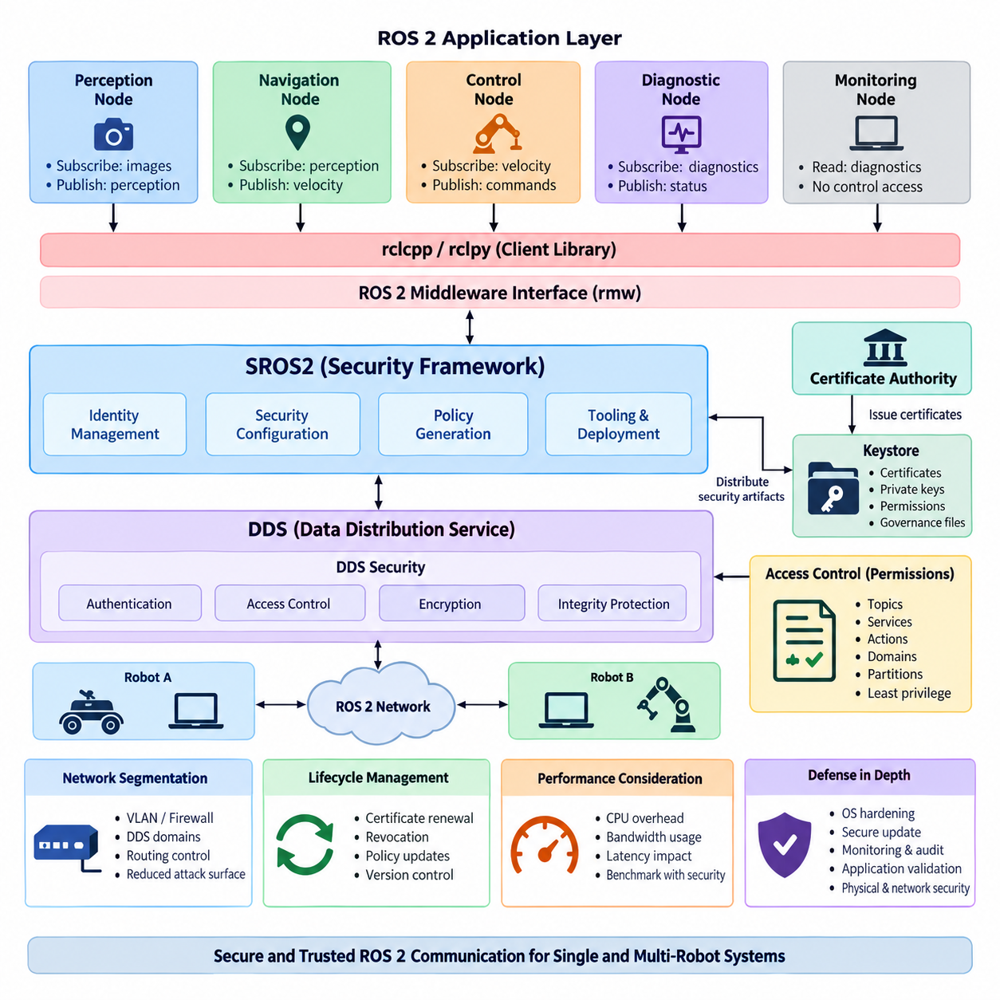 ROS 2 Application Layer
Perception
Node
• Subscribe: images
• Publish: perception
Navigation
Node
• Subscribe: perception
• Publish: velocity
Control
Node
• Subscribe: velocity
• Publish: commands
Diagnostic
Node
• Subscribe: diagnostics
• Publish: status
Monitoring
Node
• Read: diagnostics
• No control access
rclcpp / rclpy (Client Library)
ROS 2 Middleware Interface (rmw)
SROS2 (Security Framework)
Identity
Management
Security
Configuration
Policy
Generation
Tooling &
Deployment
Certificate Authority
Issue certificates
Keystore
• Certificates
• Private keys
• Permissions
• Governance files
Distribute
security artifacts
DDS (Data Distribution Service)
DDS Security
Authentication
Access Control
Encryption
Integrity Protection
Access Control (Permissions)
• Topics
• Services
• Actions
• Domains
• Partitions
• Least privilege
Robot A
ROS 2 Network
Robot B
Network Segmentation
• VLAN / Firewall
• DDS domains
• Routing control
• Reduced attack surface
Lifecycle Management
• Certificate renewal
• Revocation
• Policy updates
• Version control
Performance Consideration
• CPU overhead
• Bandwidth usage
• Latency impact
• Benchmark with security
Defense in Depth
• OS hardening
• Secure update
• Monitoring & audit
• Application validation
• Physical & network security
Secure and Trusted ROS 2 Communication for Single and Multi-Robot Systems